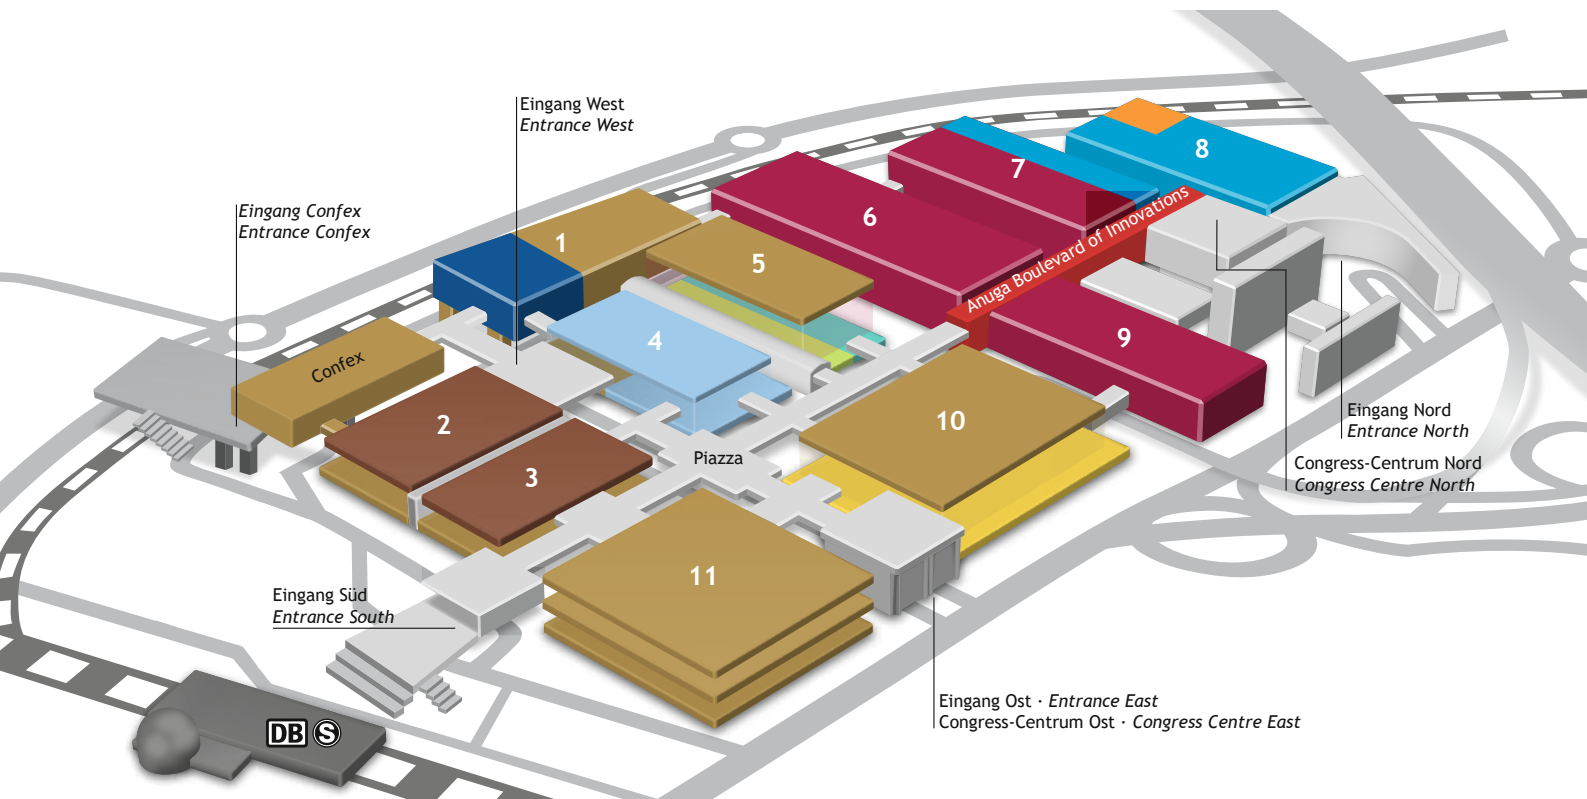 Eingang West
Entrance West
Eingang Confex
Entrance Confex
1
2
3
4
5
6
7
8
9
10
11
Confex
Anuga Boulevard of Innovations
Piazza
Eingang Nord
Entrance North
Congress-Centrum Nord
Congress Centre North
Eingang Süd
Entrance South
Eingang Ost · Entrance East
Congress-Centrum Ost · Congress Centre East
DB S